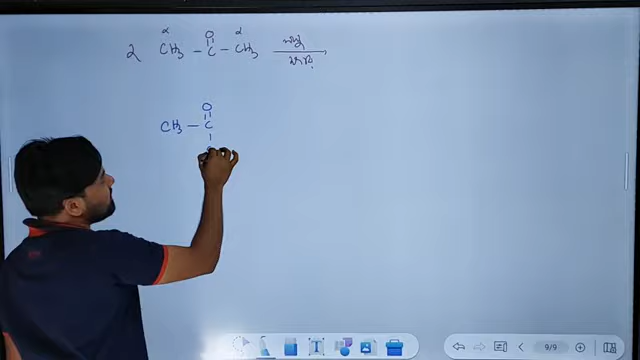 α α
2 CH₃ – C – CH₃
O
CH₃ – C
O
9/9